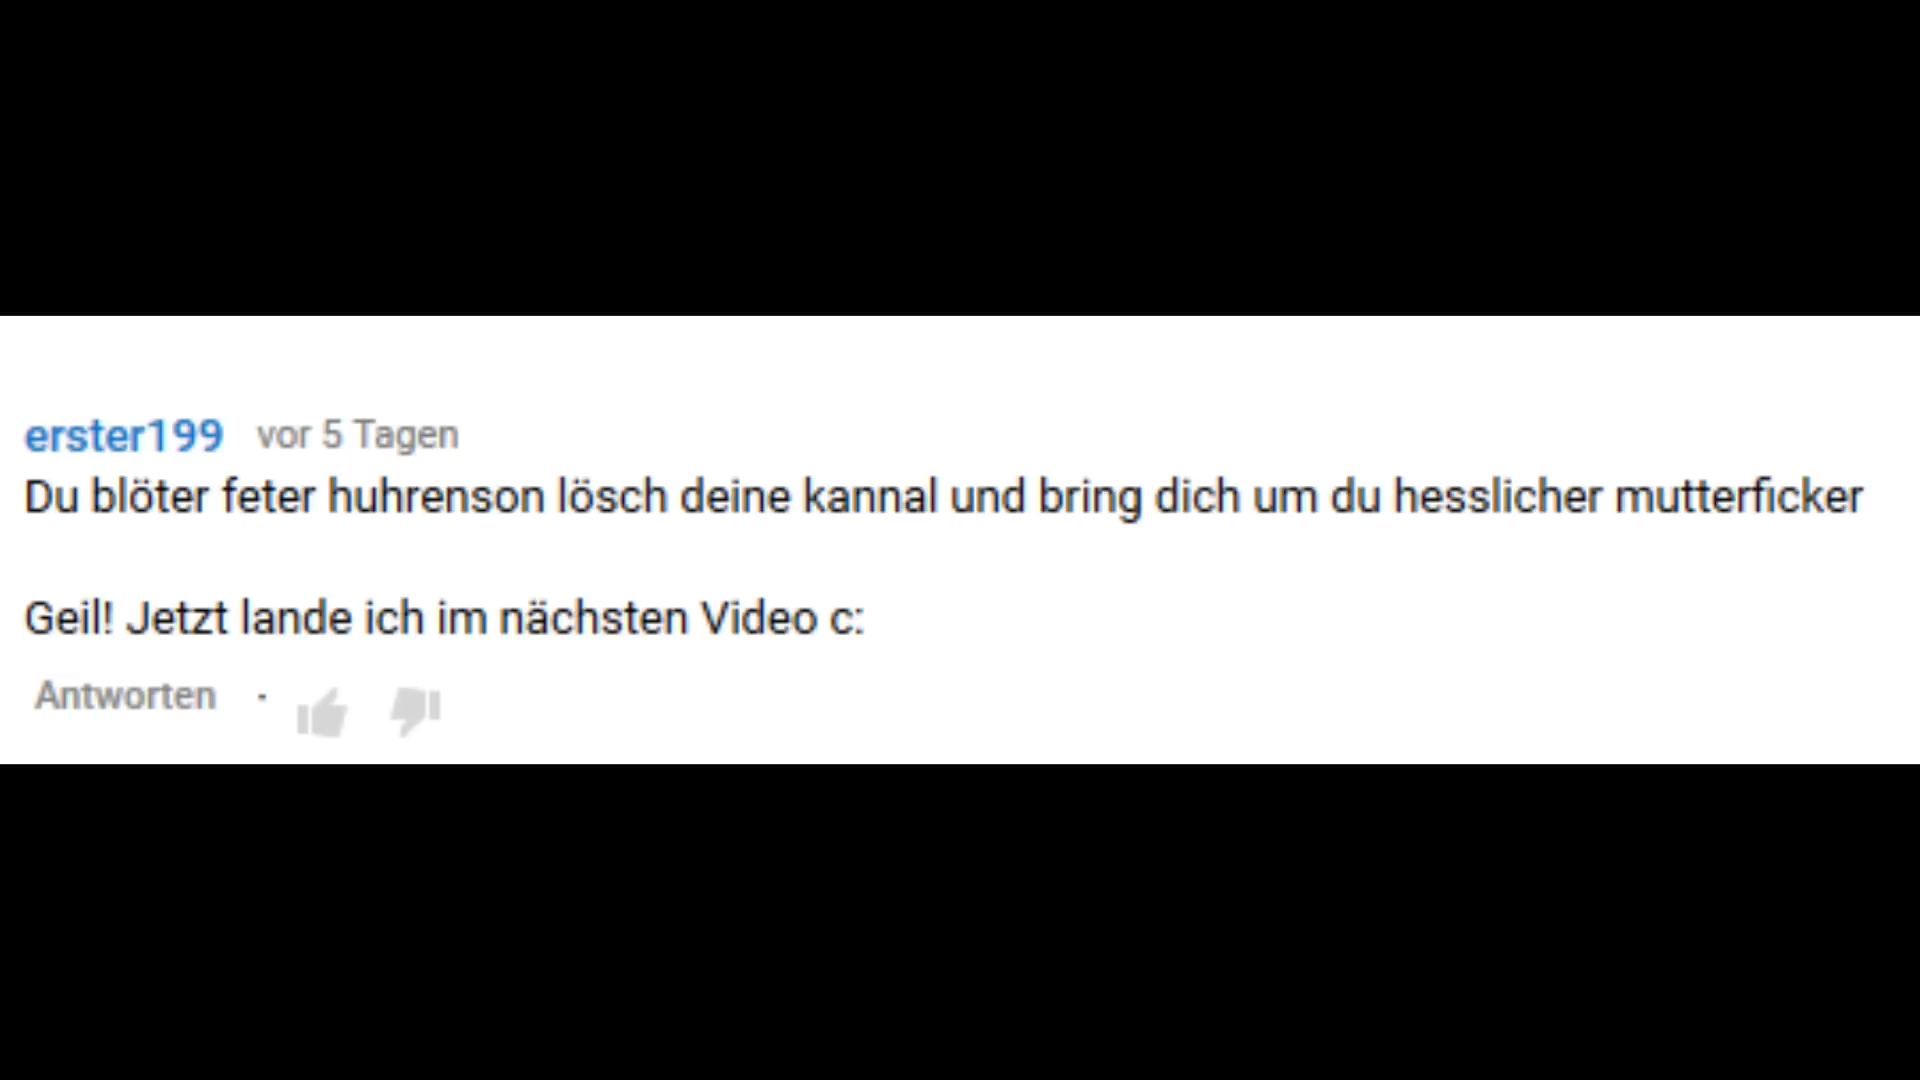 erster199 vor 5 Tagen
Du blöter feter huhrenson lösch deine kannal und bring dich um du hesslicher mutterficker
Geil! Jetzt lande ich im nächsten Video c:
Antworten ·